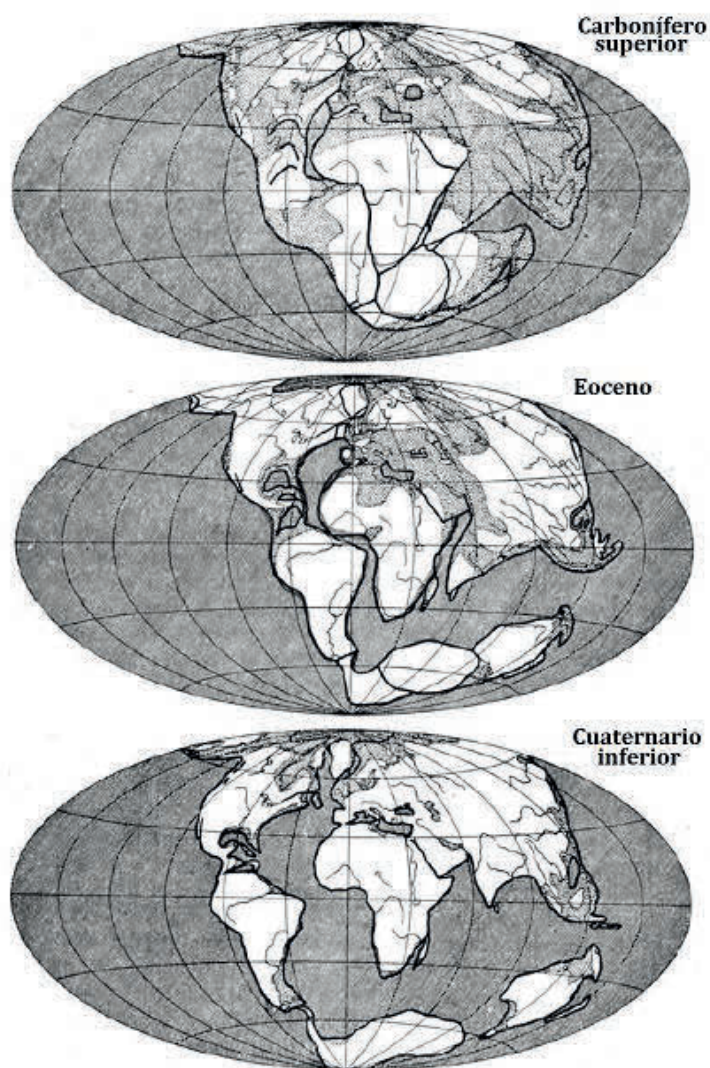 Carbonífero
superior
Eoceno
Cuaternario
inferior